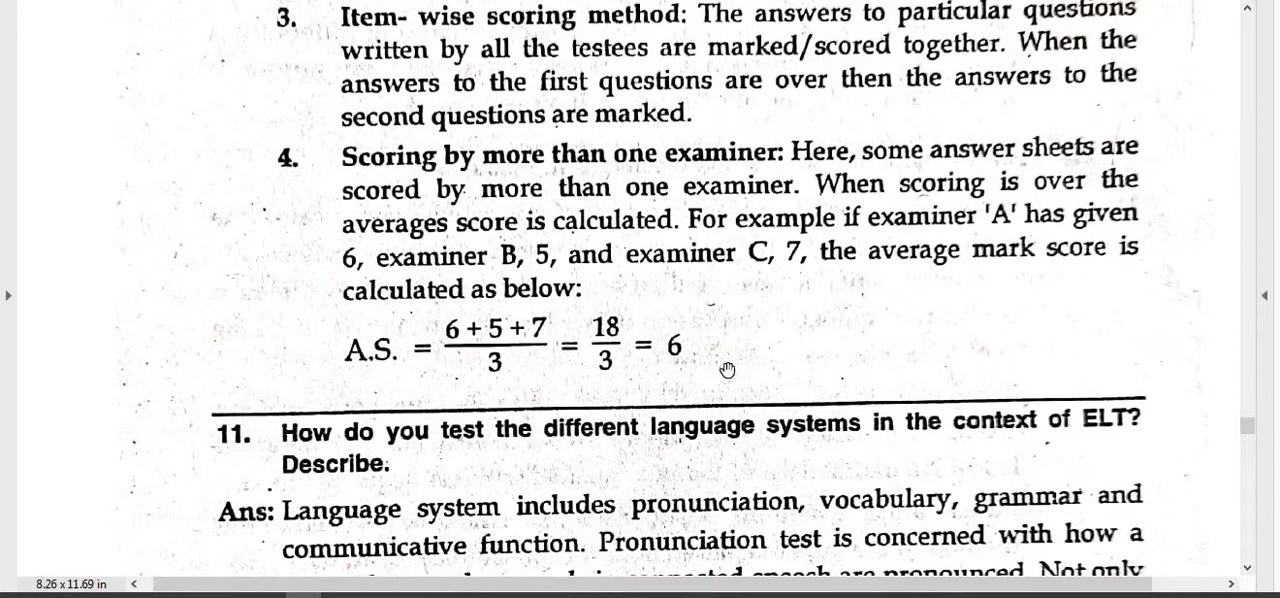 3. Item- wise scoring method: The answers to particular questions
written by all the testees are marked/scored together. When the
answers to the first questions are over then the answers to the
second questions are marked.
4. Scoring by more than one examiner: Here, some answer sheets are
scored by more than one examiner. When scoring is over the
averages score is calculated. For example if examiner 'A' has given
6, examiner B, 5, and examiner C, 7, the average mark score is
calculated as below:
A.S. = 6 + 5 + 7 / 3 = 18 / 3 = 6
11. How do you test the different language systems in the context of ELT?
Describe.
Ans: Language system includes pronunciation, vocabulary, grammar and
communicative function. Pronunciation test is concerned with how a
speech are pronounced. Not only
8.26 x 11.69 in